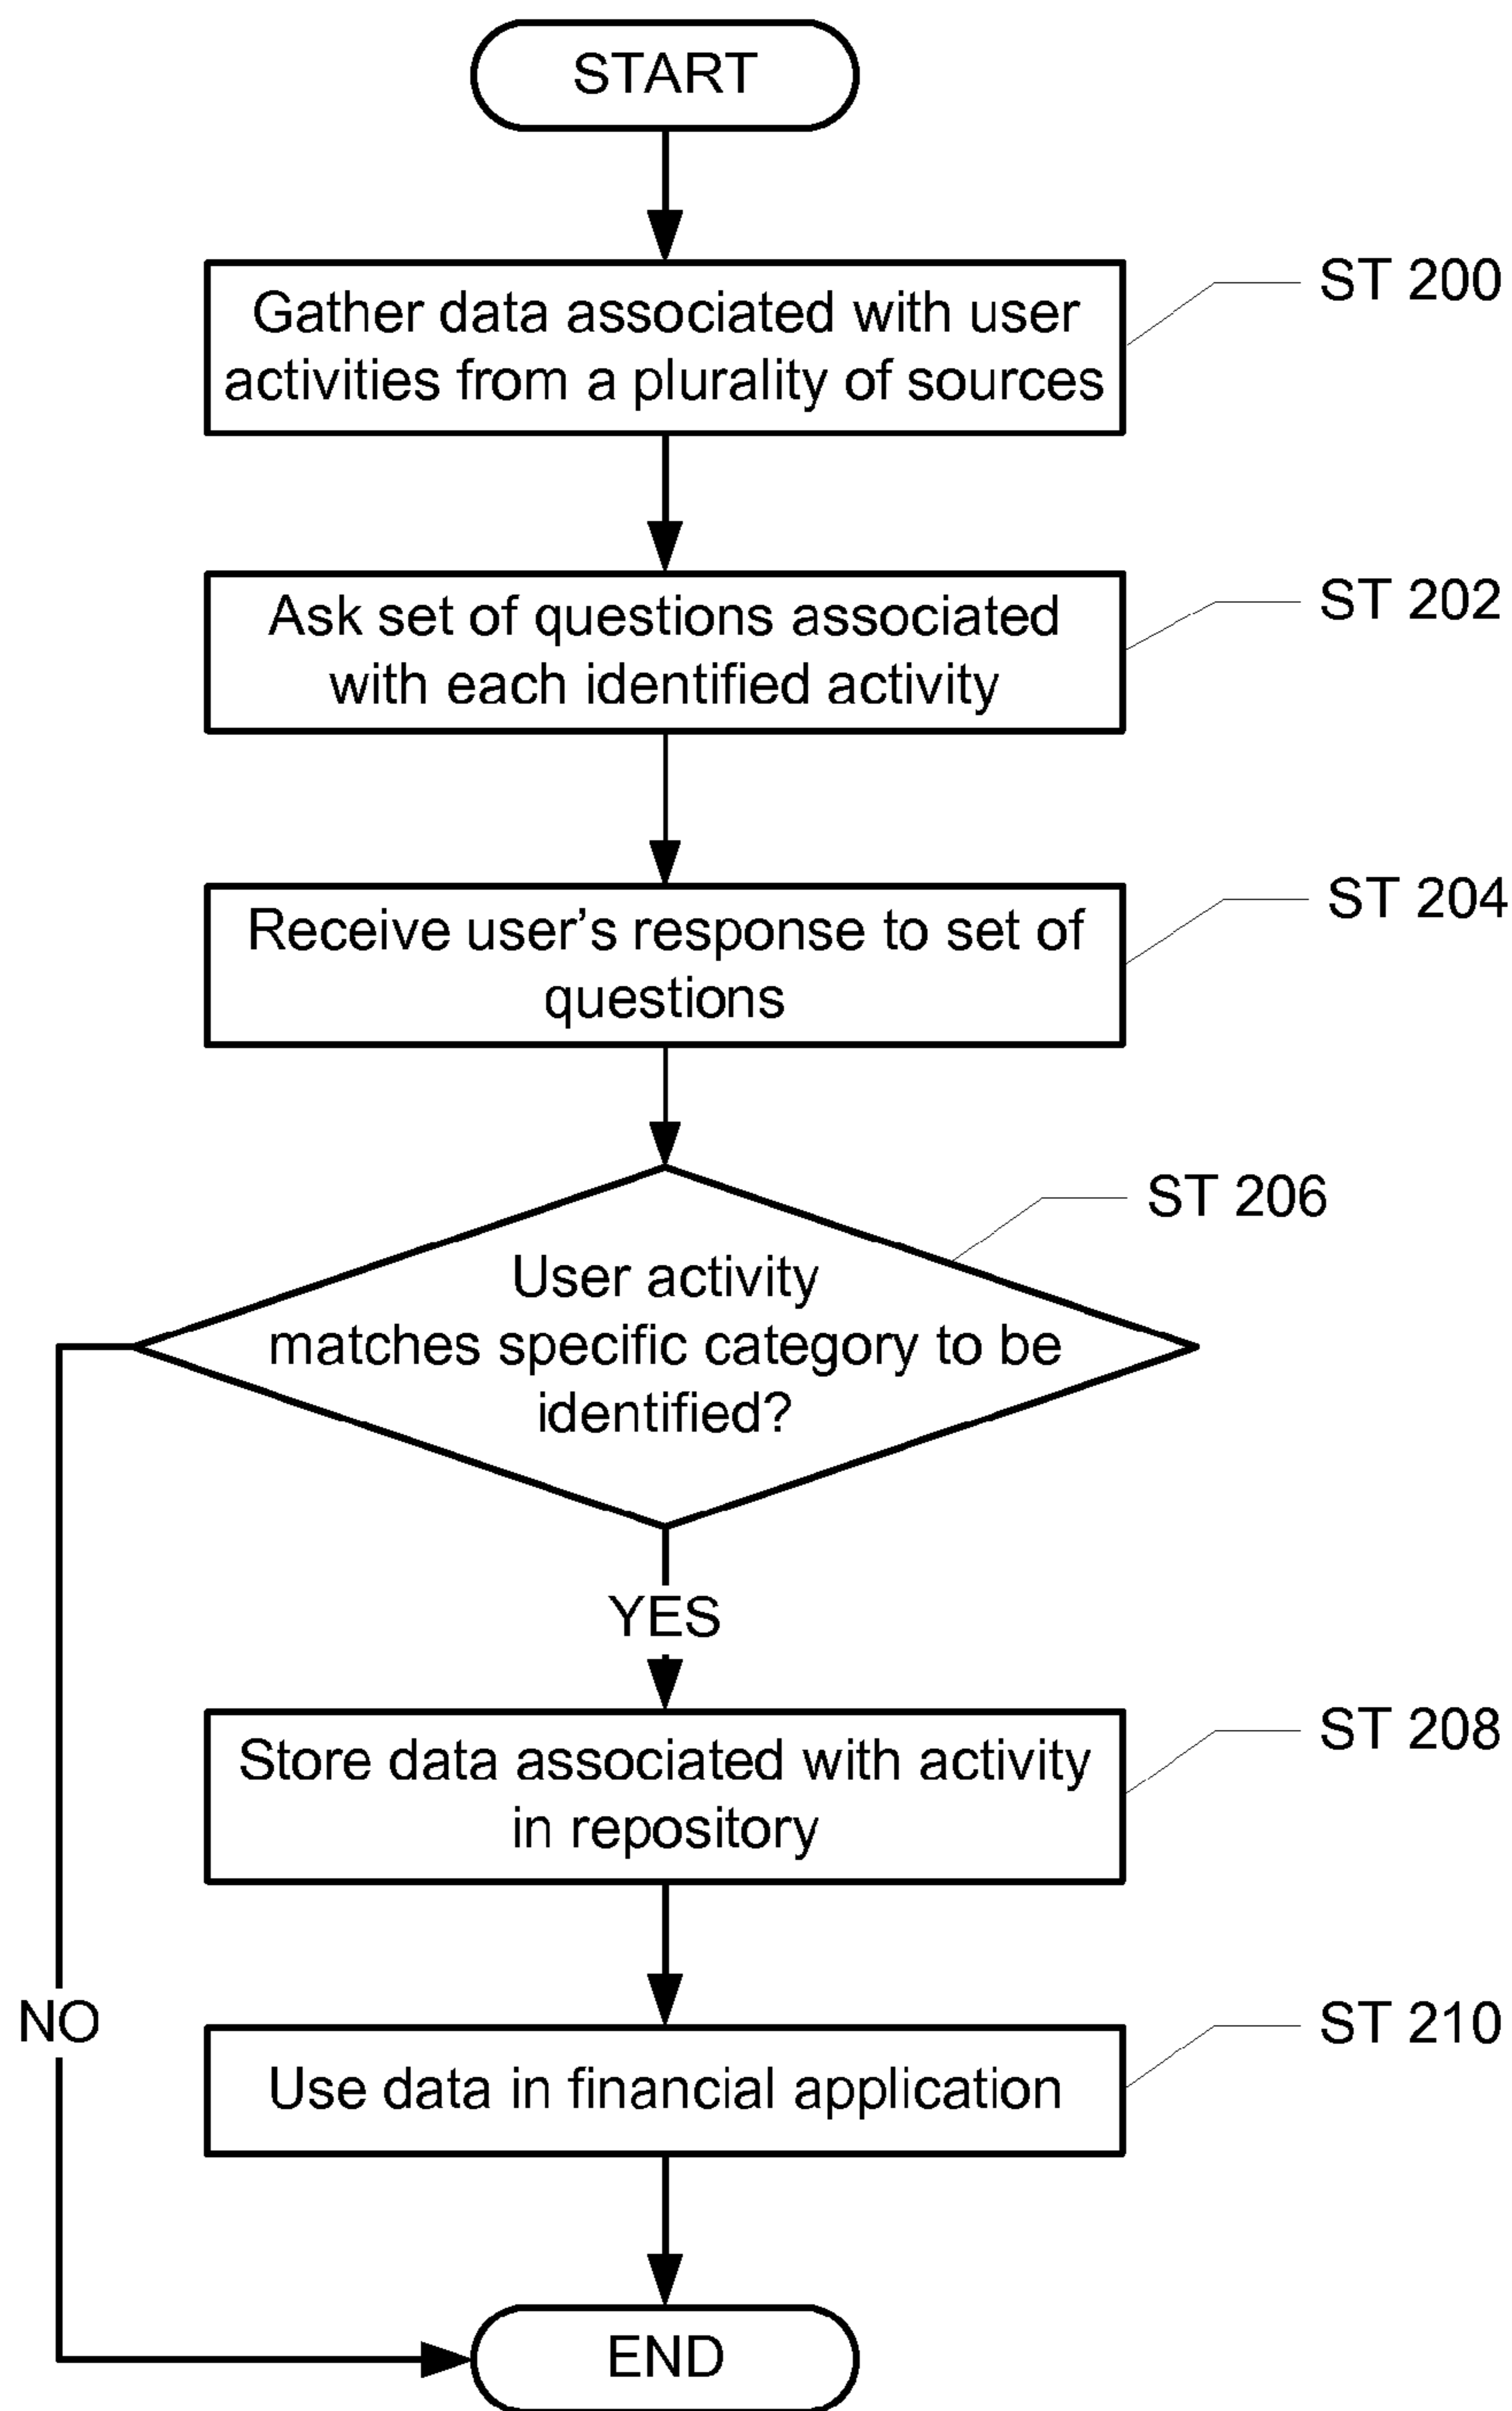 START
Gather data associated with user
activities from a plurality of sources
ST 200
Ask set of questions associated
with each identified activity
ST 202
Receive user’s response to set of
questions
ST 204
User activity
matches specific category to be
identified?
ST 206
YES
Store data associated with activity
in repository
ST 208
NO
Use data in financial application
ST 210
END